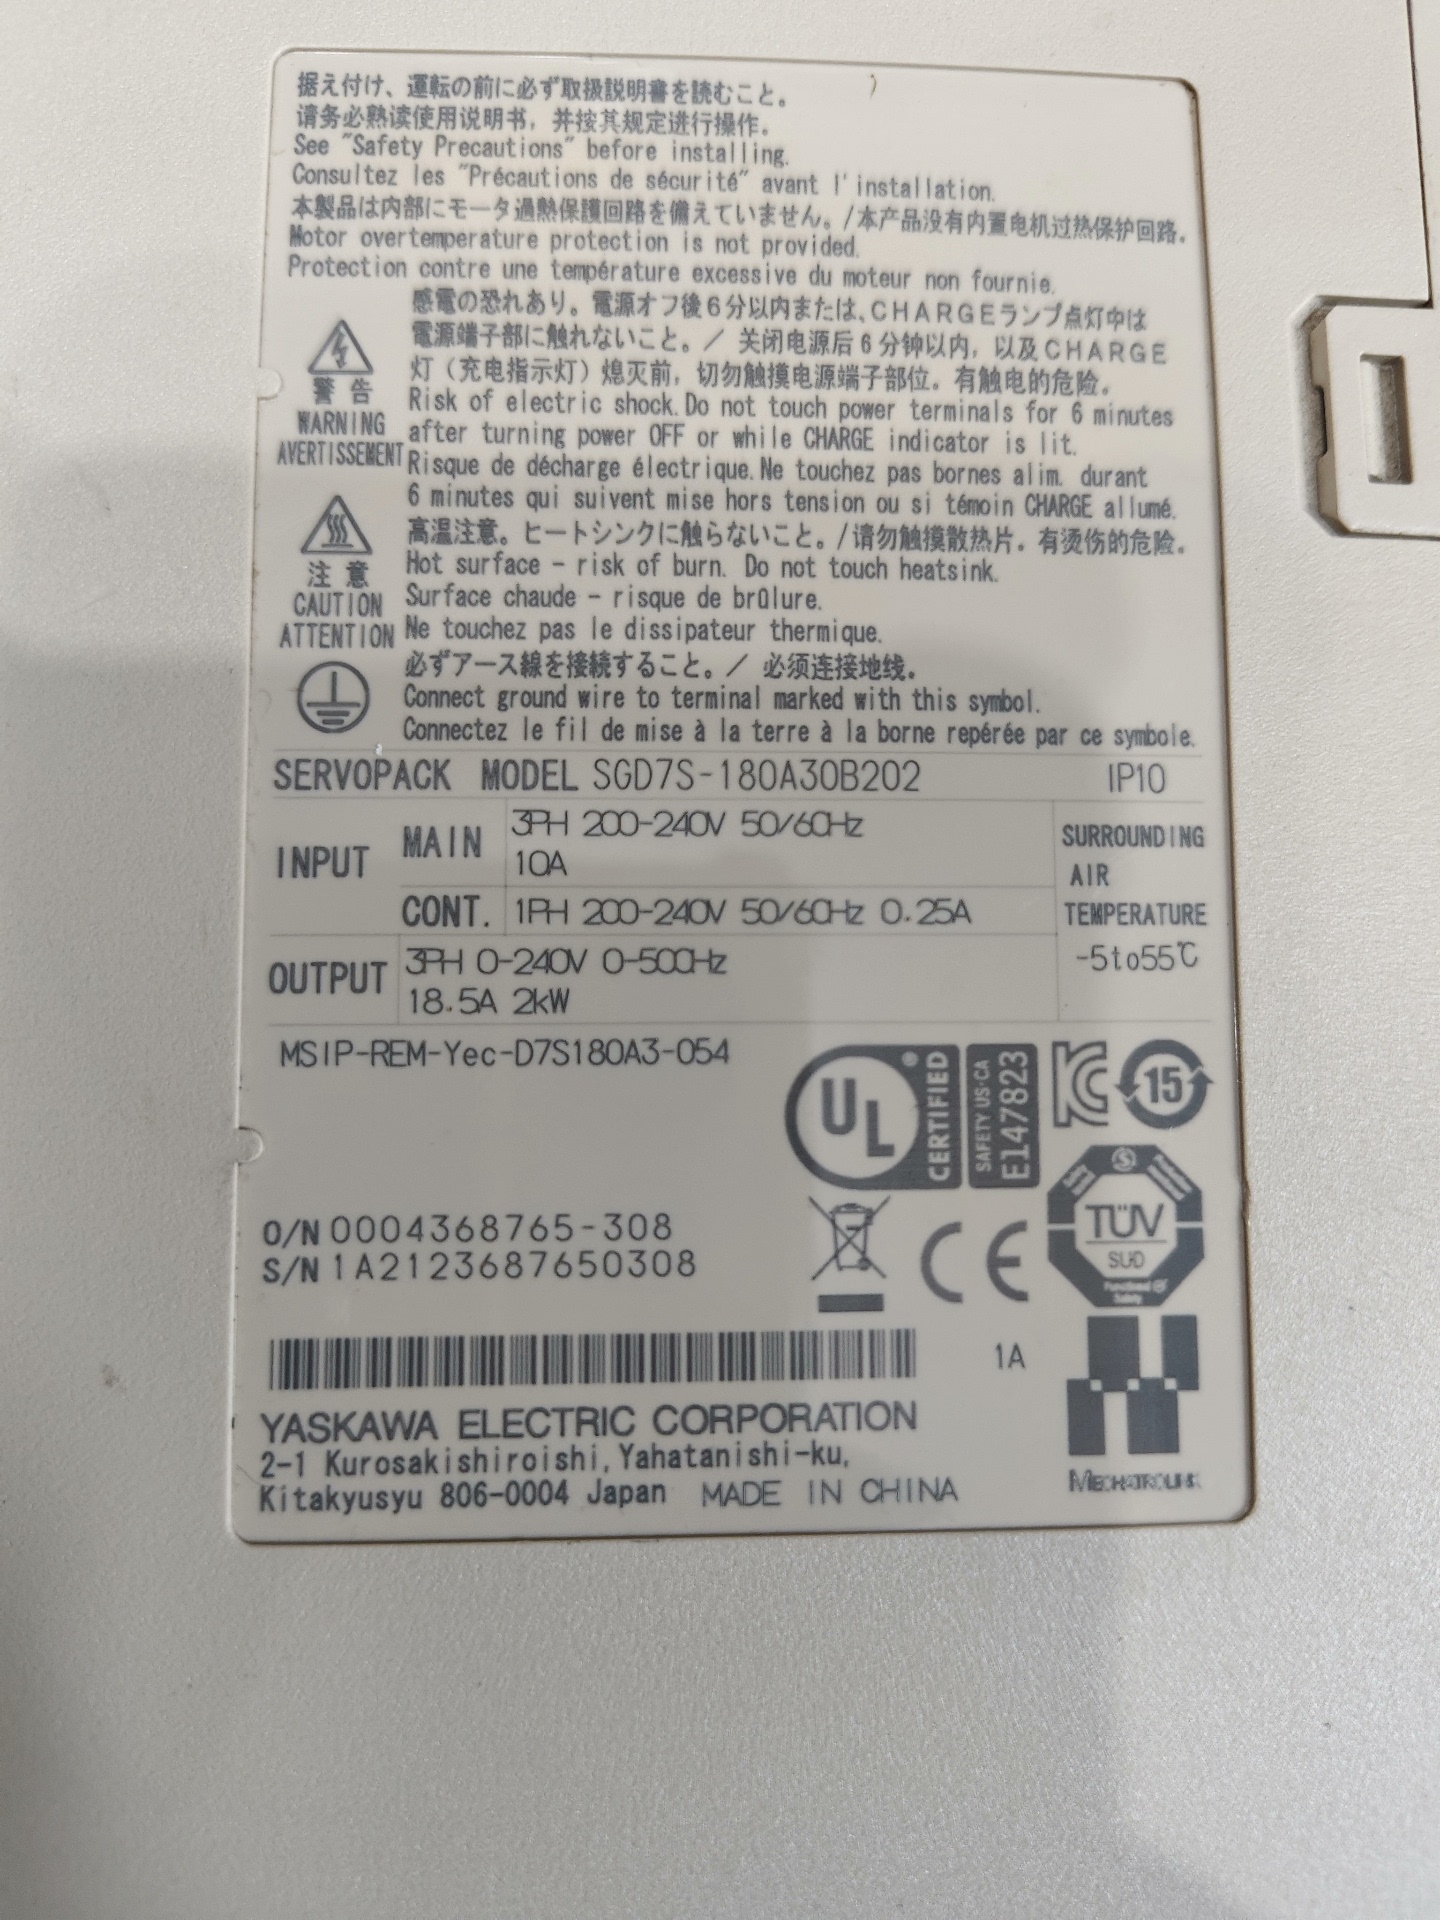 据え付け、運転の前に必ず取扱説明書を読むこと。
请务必熟读使用说明书，并按其规定进行操作。
See "Safety Precautions" before installing.
Consultez les "Précautions de sécurité" avant l'installation.
本製品は内部にモータ過熱保護回路を備えていません。/本产品没有内置电机过热保护回路.
Motor overtemperature protection is not provided.
Protection contre une température excessive du moteur non fournie.
感電の恐れあり。電源オフ後6分以内または、CHARGEランプ点灯中は
電源端子部に触れないこと。/ 关闭电源后6分钟以内，以及CHARGE
灯（充电指示灯）熄灭前，切勿触摸电源端子部位。有触电的危险。
警告
WARNING
AVERTISSEMENT
Risk of electric shock. Do not touch power terminals for 6 minutes
after turning power OFF or while CHARGE indicator is lit.
Risque de décharge électrique. Ne touchez pas bornes alim. durant
6 minutes qui suivent mise hors tension ou si témoin CHARGE allumé.
高温注意。ヒートシンクに触らないこと。/请勿触摸散热片. 有烫伤的危险.
注意
CAUTION
ATTENTION
Hot surface - risk of burn. Do not touch heatsink.
Surface chaude - risque de brûlure.
Ne touchez pas le dissipateur thermique.
必ずアース線を接続すること。/ 必须连接地线.
Connect ground wire to terminal marked with this symbol.
Connectez le fil de mise à la terre à la borne repérée par ce symbole.
SERVOPACK MODEL SGD7S-180A30B202 IP10
INPUT MAIN 3PH 200-240V 50/60Hz
10A
CONT. 1PH 200-240V 50/60Hz 0.25A
SURROUNDING
AIR
TEMPERATURE
-5to55℃
OUTPUT 3PH 0-240V 0-500Hz
18.5A 2kW
MSIP-REM-Yec-D7S180A3-054
UL ® CERTIFIED
SAFETY US·CA
E147823
15
TÜV
SÜD
Functional
Safety
O/N 0004368765-308
S/N 1A2123687650308
CE
1A
YASKAWA ELECTRIC CORPORATION
2-1 Kurosakishiroishi, Yahatanishi-ku,
Kitakyusyu 806-0004 Japan MADE IN CHINA
MECHATROLINK